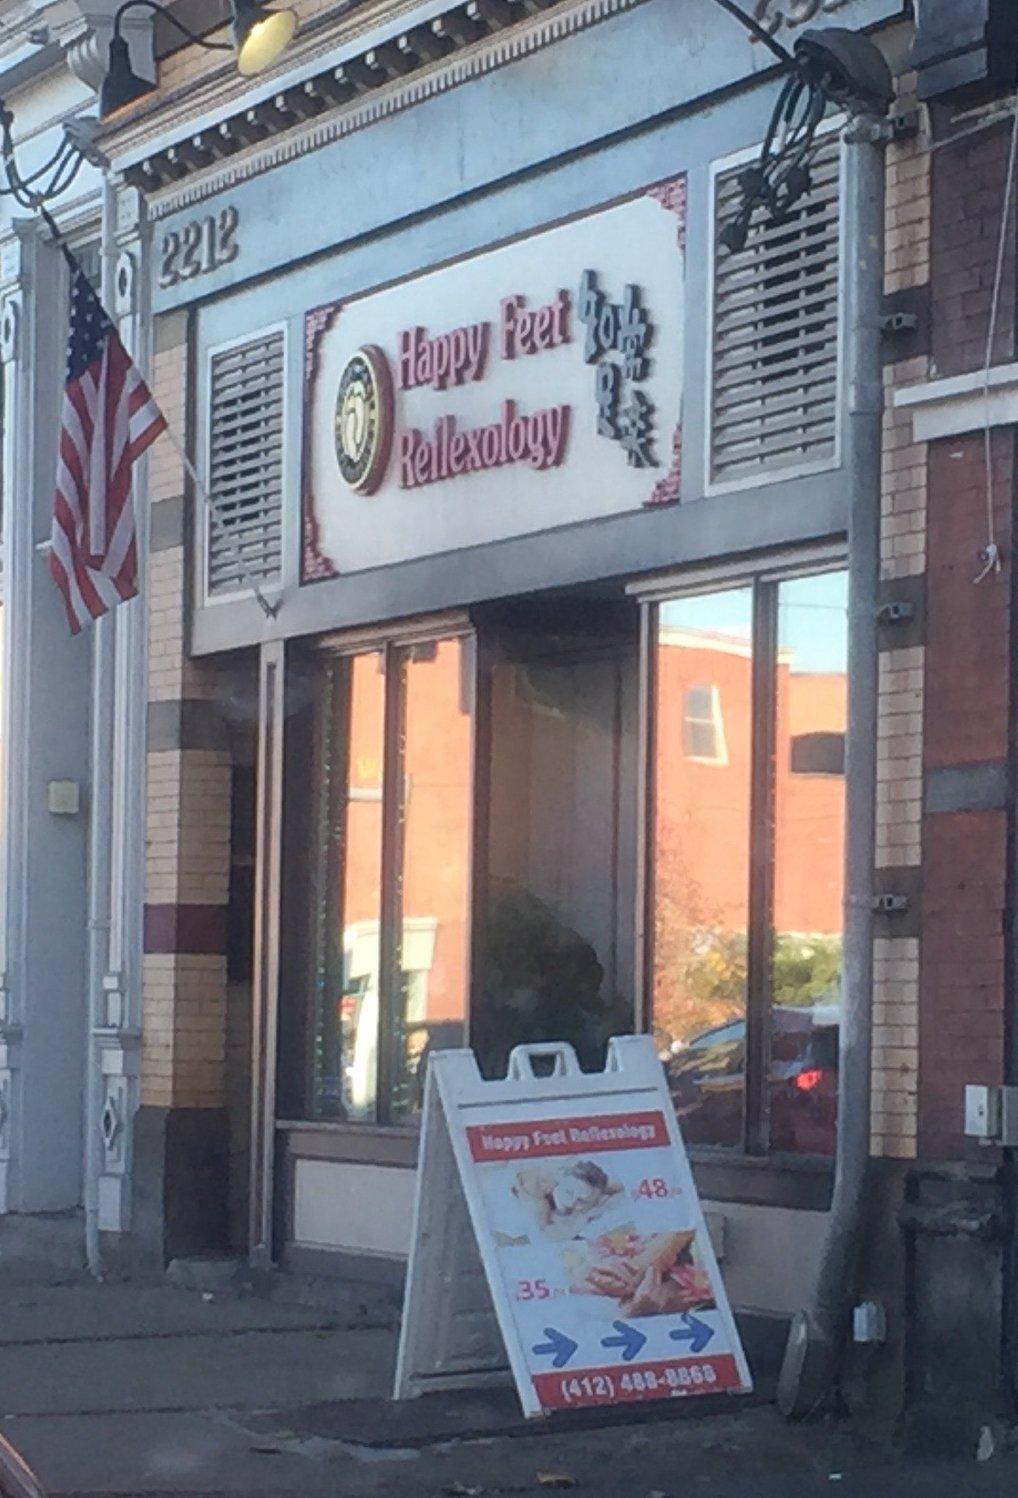 2212
Happy Feet
Reflexology
Happy Feet Reflexology
$48
$35
(412) 488-8868